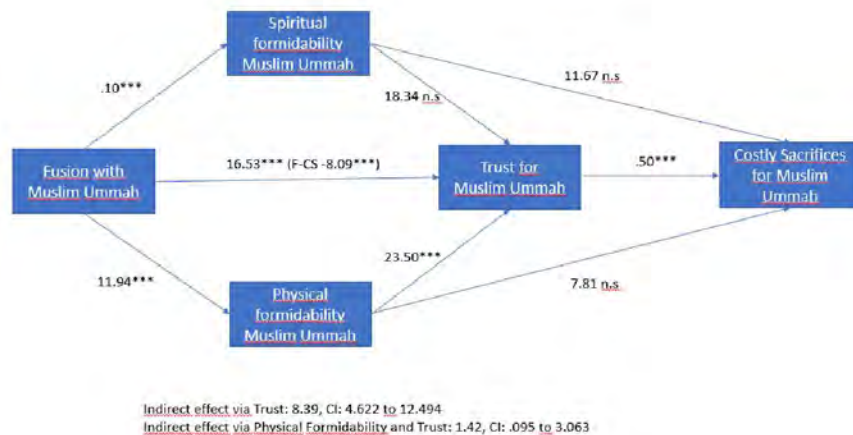 Spiritual
formidability
Muslim Ummah
.10***
18.34 n.s
11.67 n.s
Fusion with
Muslim Ummah
16.53*** (F-CS -8.09***)
Trust for
Muslim Ummah
.50***
Costly Sacrifices
for Muslim
Ummah
11.94***
23.50***
7.81 n.s
Physical
formidability
Muslim Ummah
Indirect effect via Trust: 8.39, CI: 4.622 to 12.494
Indirect effect via Physical Formidability and Trust: 1.42, CI: .095 to 3.063